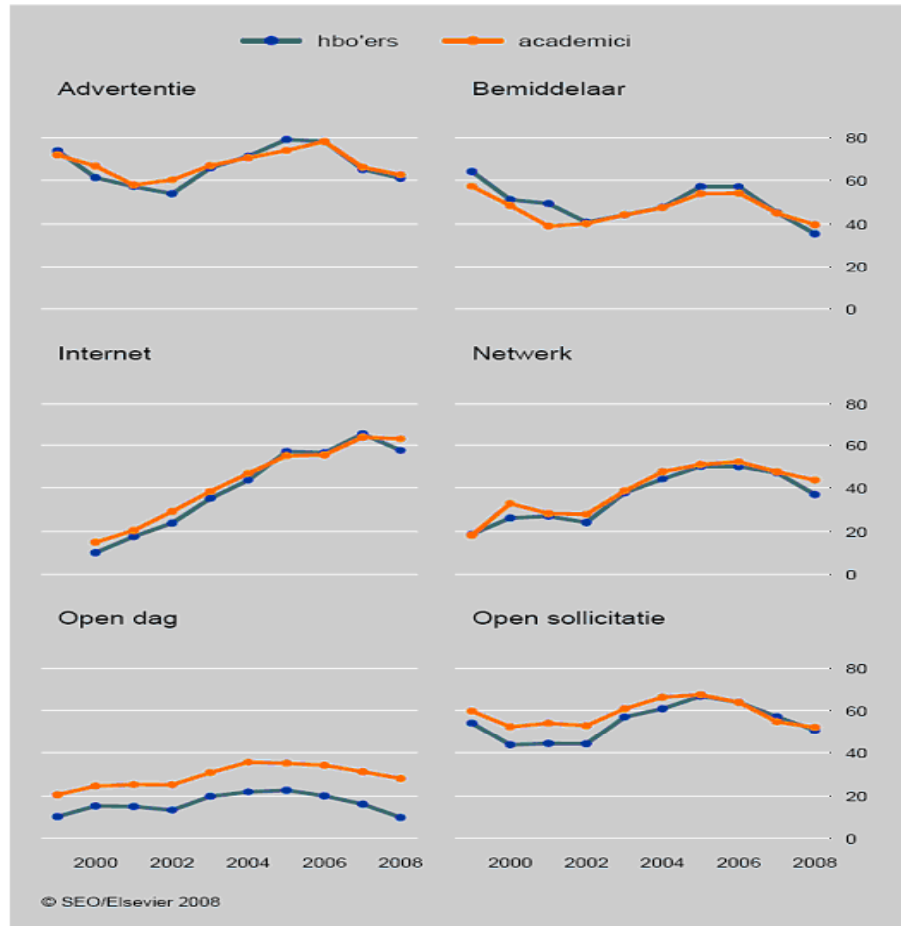 hbo'ers academici
Advertentie Bemiddelaar
80
60
40
20
0
Internet Netwerk
80
60
40
20
0
Open dag Open sollicitatie
80
60
40
20
0
2000 2002 2004 2006 2008 2000 2002 2004 2006 2008
© SEO/Elsevier 2008